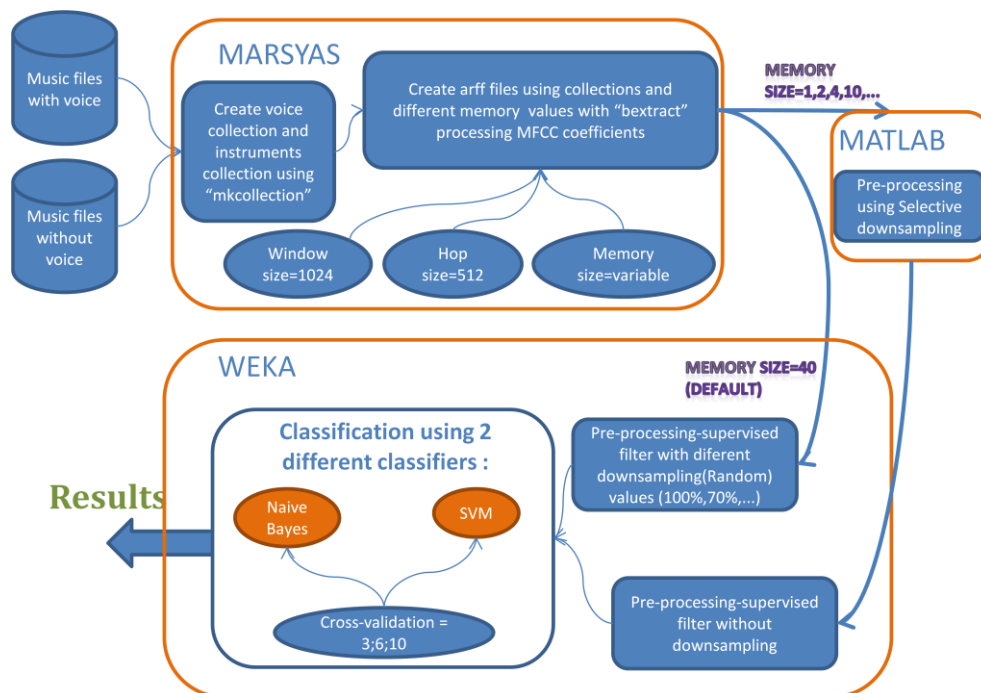 Music files
with voice
Music files
without
voice
MARSYAS
Create voice
collection and
instruments
collection using
“mkcollection”
Create arff files using collections and
different memory values with “bextract”
processing MFCC coefficients
Window
size=1024
Hop
size=512
Memory
size=variable
MEMORY
SIZE=1,2,4,10,...
MATLAB
Pre-processing
using Selective
downsampling
WEKA
MEMORY SIZE=40
(DEFAULT)
Classification using 2
different classifiers :
Naive
Bayes
SVM
Cross-validation =
3;6;10
Pre-processing-supervised
filter with diferent
downsampling(Random)
values (100%,70%,...)
Pre-processing-supervised
filter without
downsampling
Results